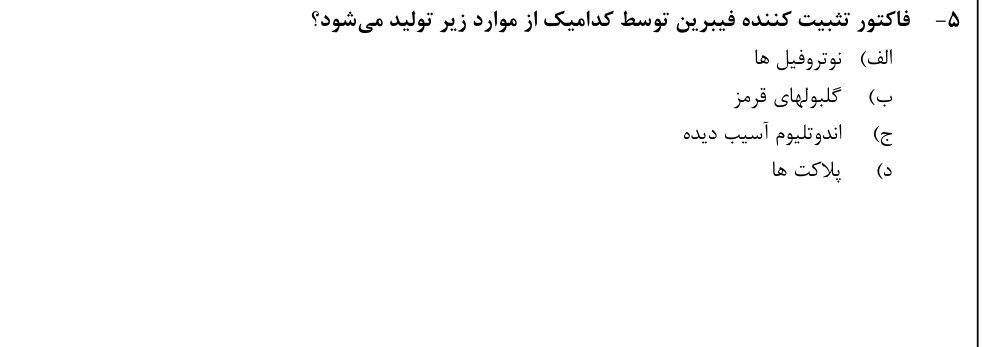 ۵- فاکتور تثبیت کننده فیبرین توسط کدامیک از موارد زیر تولید می‌شود؟
الف) نوتروفیل ها
ب) گلبولهای قرمز
ج) اندوتلیوم آسیب دیده
د) پلاکت ها